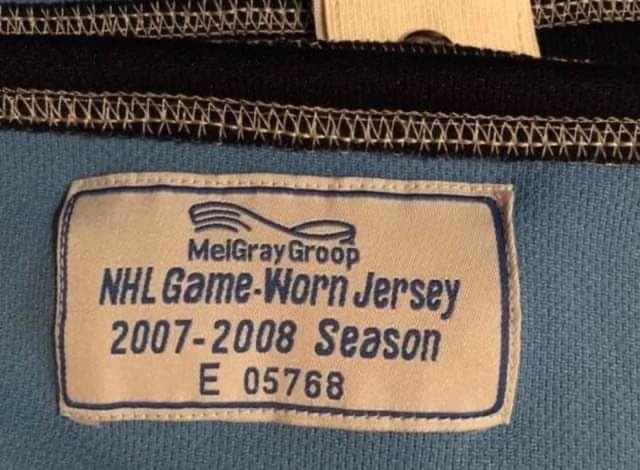 MeiGray Groop
NHL Game-Worn Jersey
2007-2008 Season
E 05768